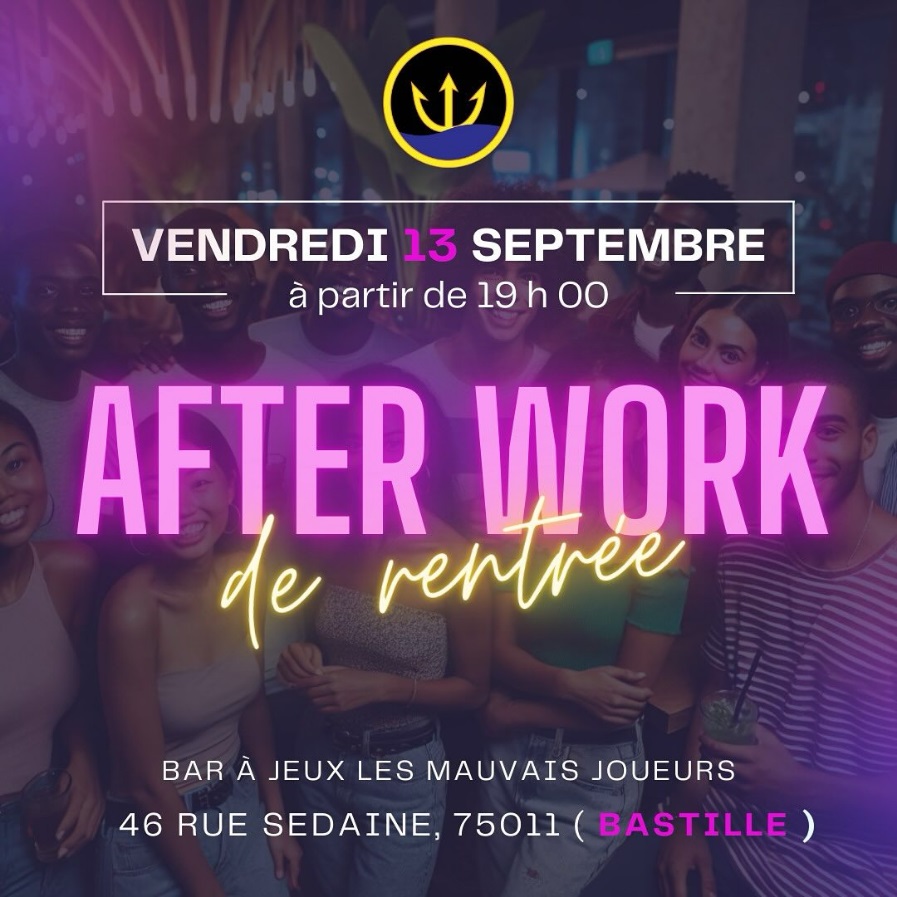 VENDREDI 13 SEPTEMBRE
à partir de 19 h 00
AFTER WORK
de rentrée
BAR À JEUX LES MAUVAIS JOUEURS
46 RUE SEDAINE, 75011 ( BASTILLE )